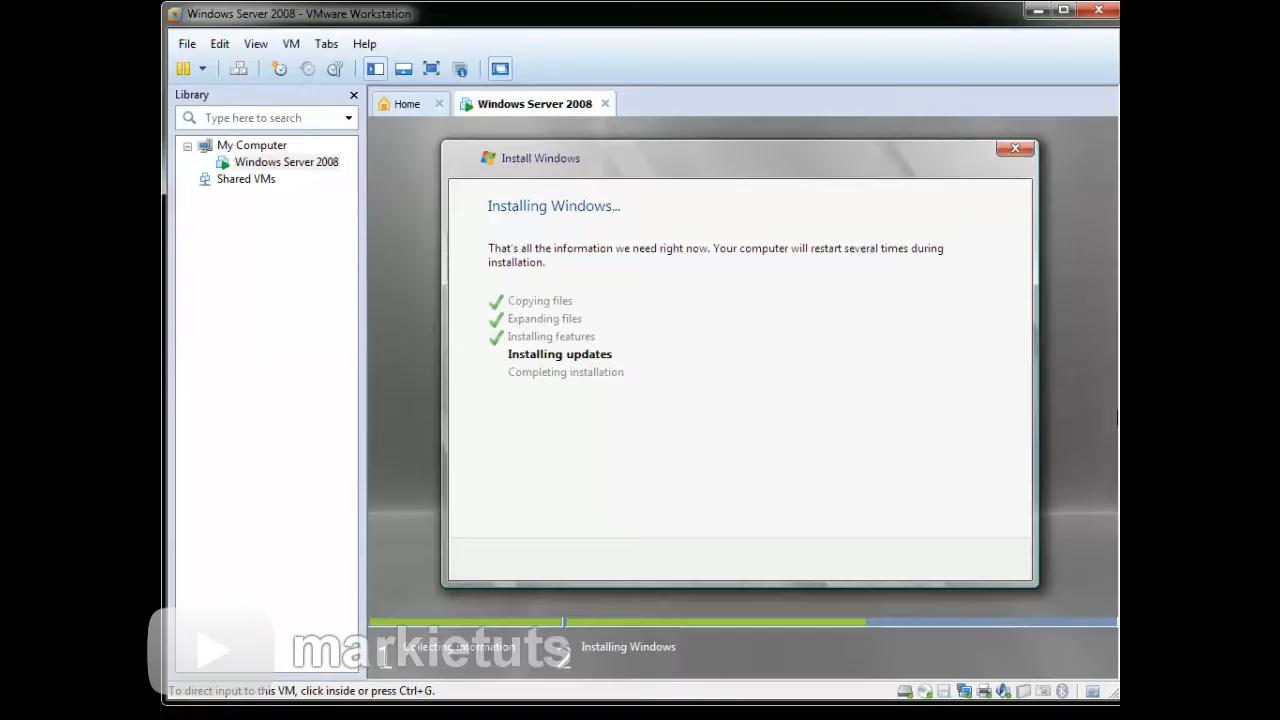 Windows Server 2008 - VMware Workstation
File Edit View VM Tabs Help
Library
Type here to search
My Computer
Windows Server 2008
Shared VMs
Home
Windows Server 2008
Install Windows
Installing Windows...
That's all the information we need right now. Your computer will restart several times during
installation.
Copying files
Expanding files
Installing features
Installing updates
Completing installation
1 Collecting information
2 Installing Windows
markietuts
To direct input to this VM, click inside or press Ctrl+G.